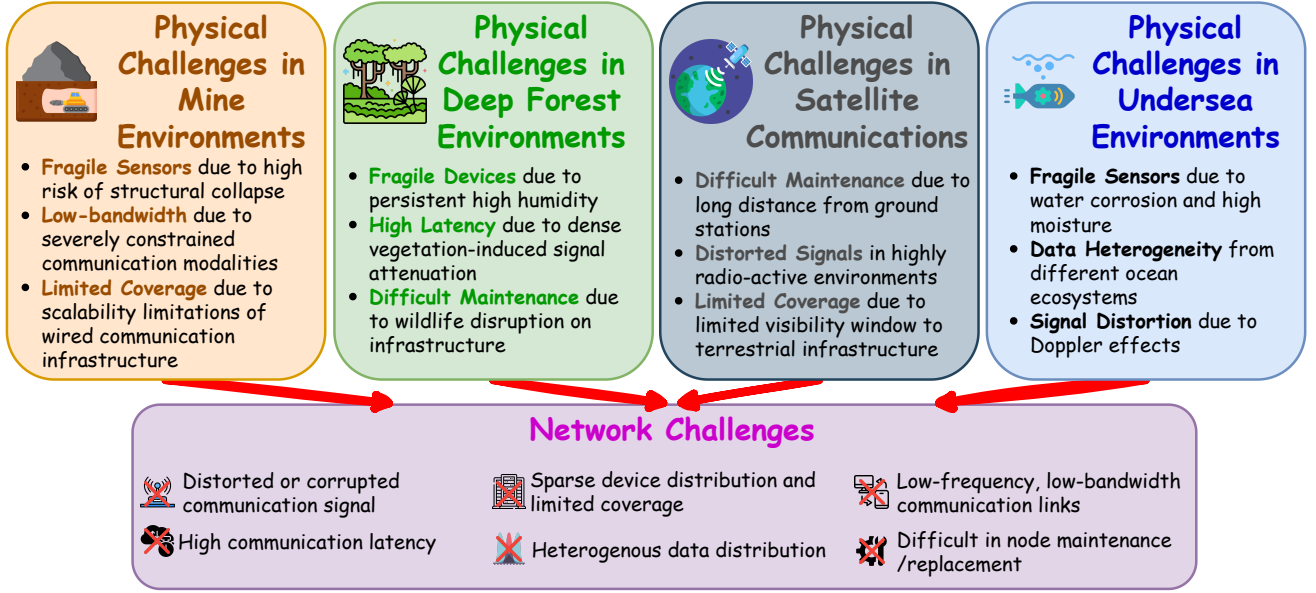 Physical
Challenges in
Mine
Environments
• Fragile Sensors due to high
risk of structural collapse
• Low-bandwidth due to
severely constrained
communication modalities
• Limited Coverage due to
scalability limitations of
wired communication
infrastructure
Physical
Challenges in
Deep Forest
Environments
• Fragile Devices due to
persistent high humidity
• High Latency due to dense
vegetation-induced signal
attenuation
• Difficult Maintenance due
to wildlife disruption on
infrastructure
Physical
Challenges in
Satellite
Communications
• Difficult Maintenance due to
long distance from ground
stations
• Distorted Signals in highly
radio-active environments
• Limited Coverage due to
limited visibility window to
terrestrial infrastructure
Physical
Challenges in
Undersea
Environments
• Fragile Sensors due to
water corrosion and high
moisture
• Data Heterogeneity from
different ocean
ecosystems
• Signal Distortion due to
Doppler effects
Network Challenges
Distorted or corrupted
communication signal
Sparse device distribution and
limited coverage
Low-frequency, low-bandwidth
communication links
High communication latency
Heterogenous data distribution
Difficult in node maintenance
/replacement